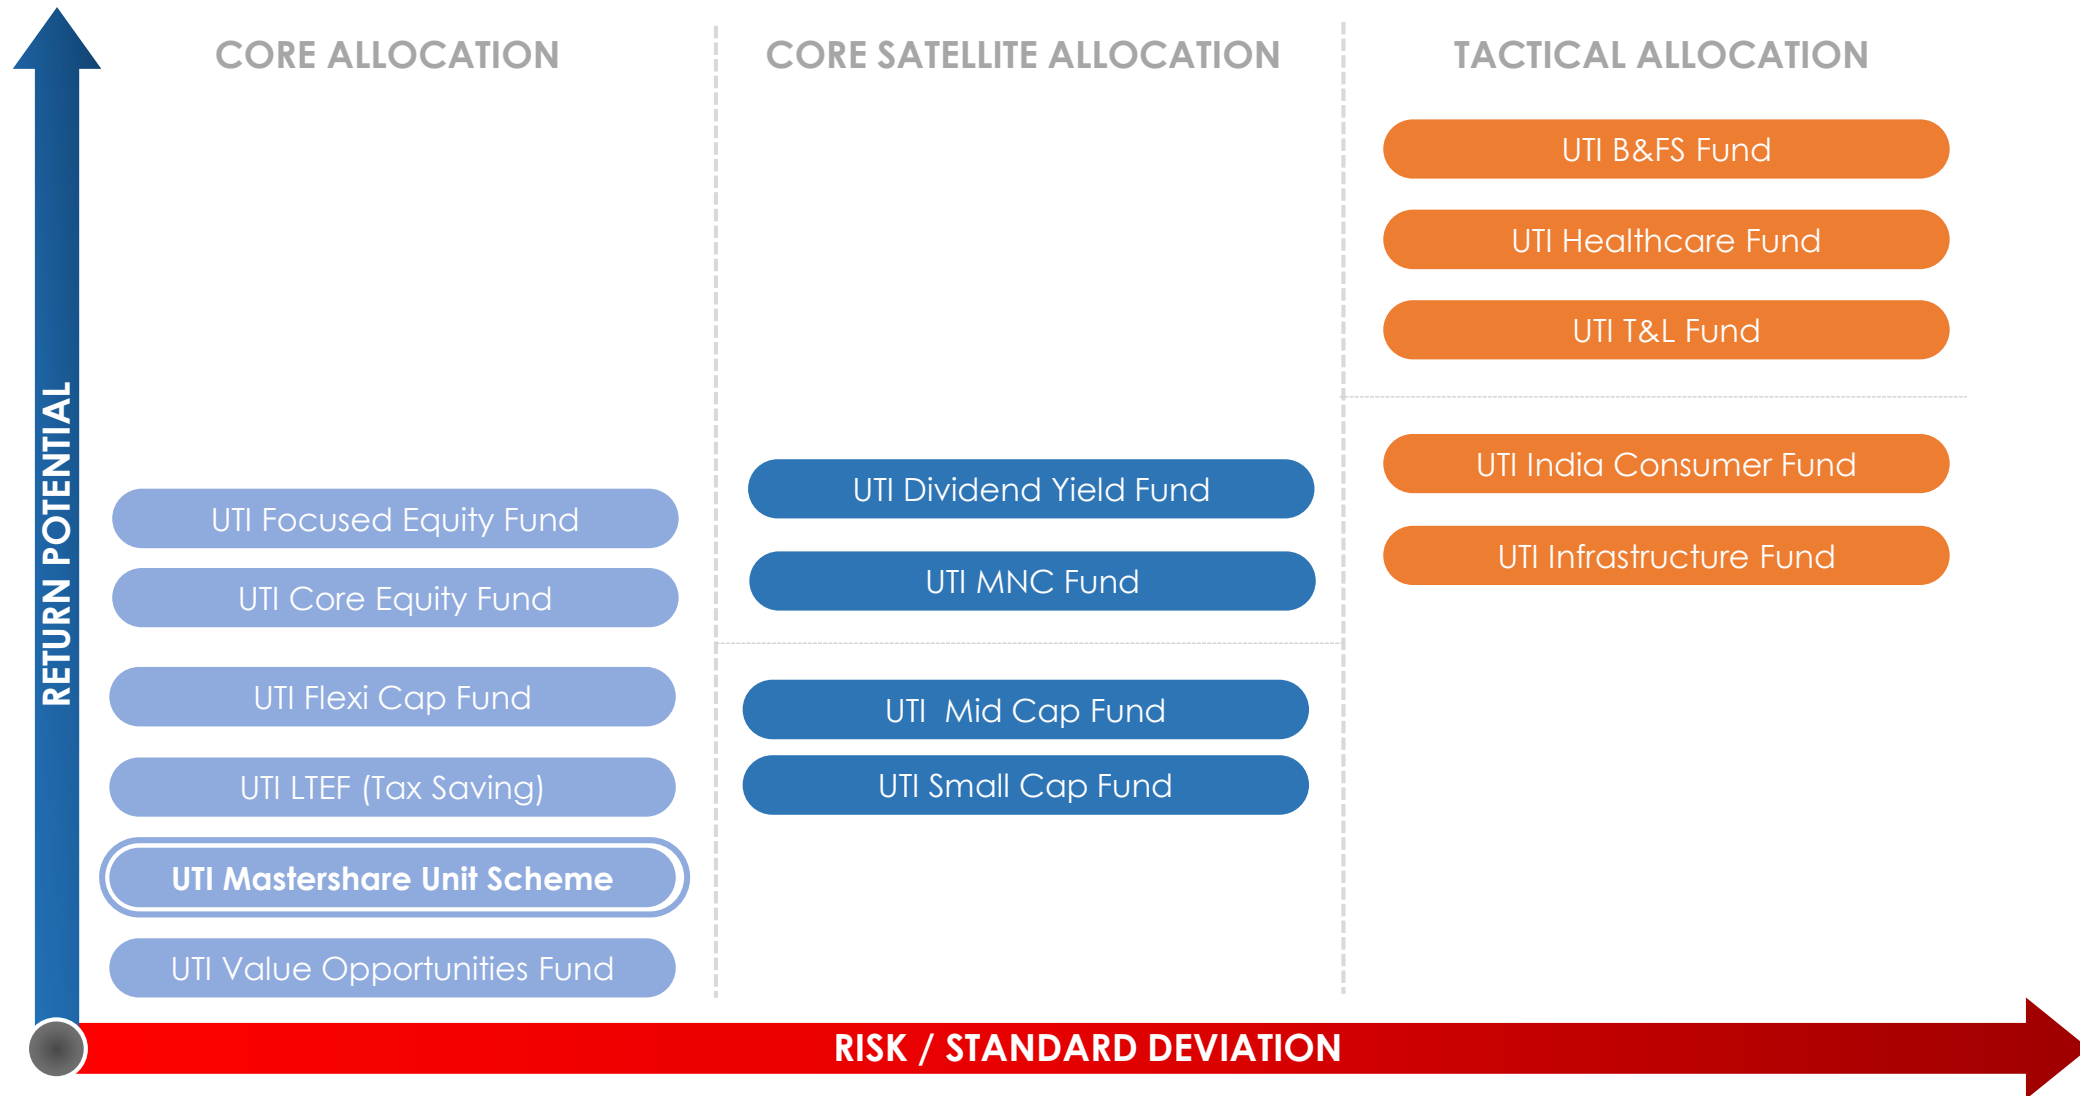 CORE ALLOCATION
CORE SATELLITE ALLOCATION
TACTICAL ALLOCATION
RETURN POTENTIAL
UTI Focused Equity Fund
UTI Core Equity Fund
UTI Flexi Cap Fund
UTI LTEF (Tax Saving)
UTI Mastershare Unit Scheme
UTI Value Opportunities Fund
UTI Dividend Yield Fund
UTI MNC Fund
UTI Mid Cap Fund
UTI Small Cap Fund
UTI B&FS Fund
UTI Healthcare Fund
UTI T&L Fund
UTI India Consumer Fund
UTI Infrastructure Fund
RISK / STANDARD DEVIATION